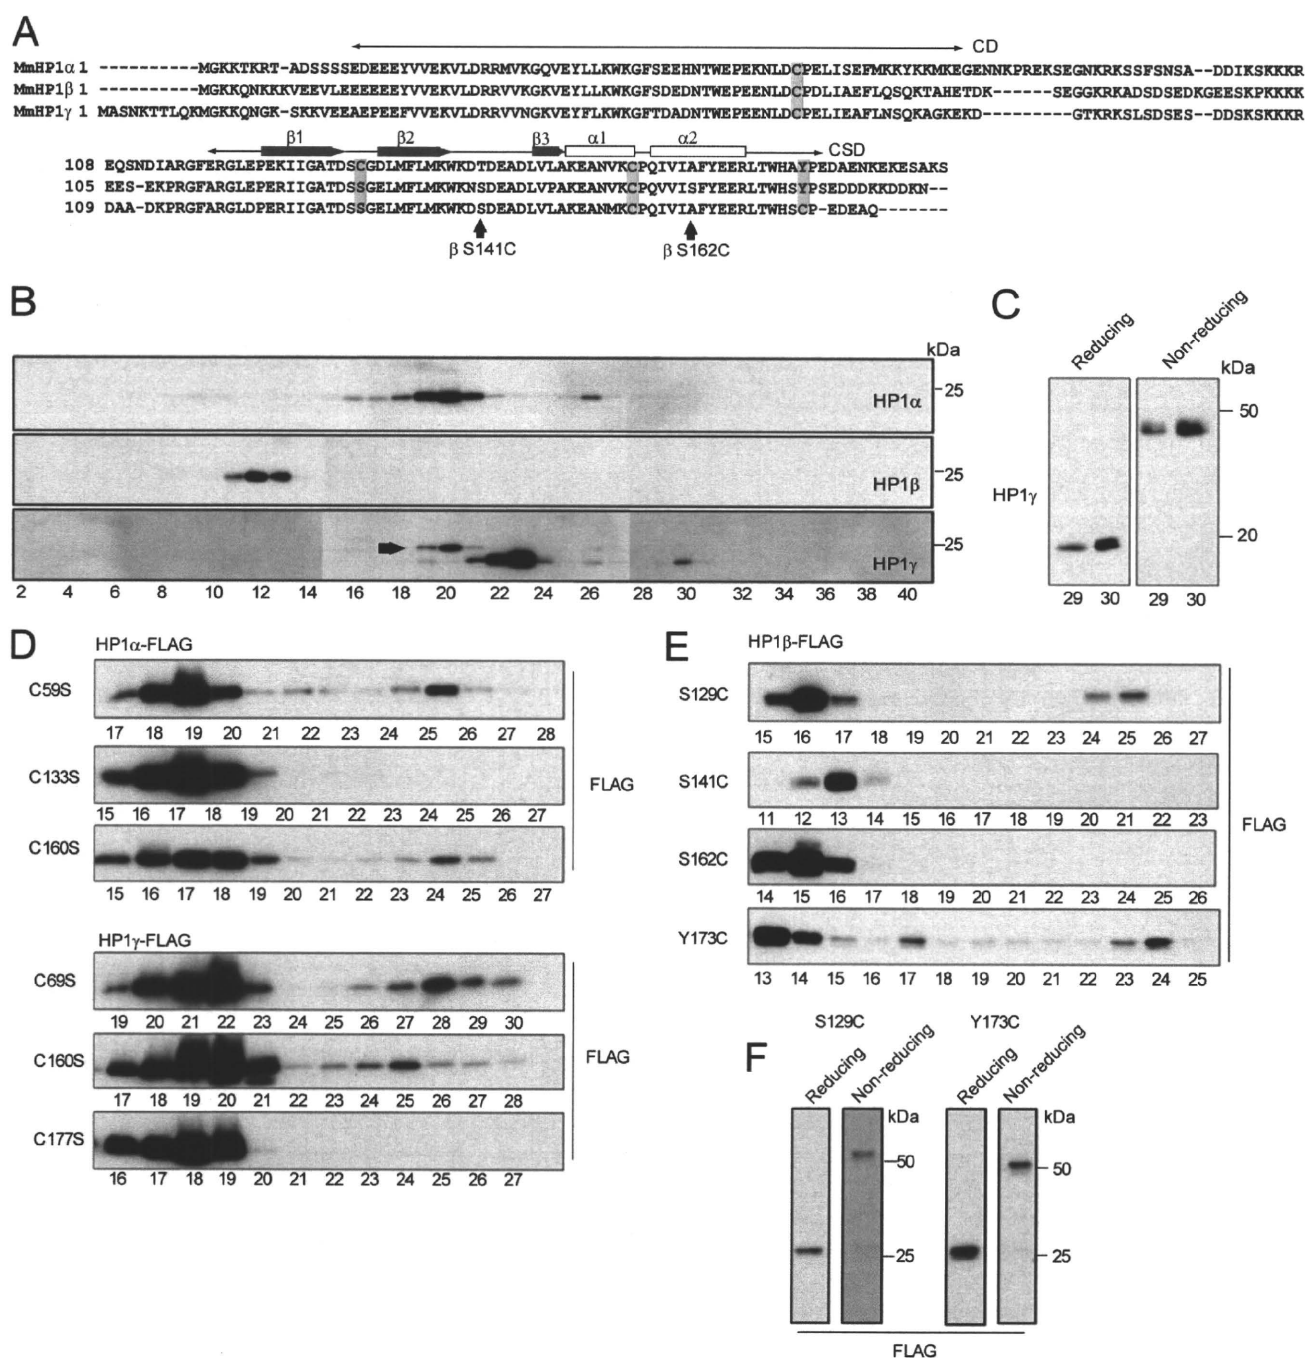 A
CD
MmHP1α 1 ----------MGKKTKRT-ADSSSSEDEEEYVVEKVLDRRMVKGQVEYLLKWKGFSEEHNTWEPEKNLDCPELISEFMKKYKKMKEGENNKPREKSEGNKRKSSFSNSA--DDIKSKKKR
MmHP1β 1 ----------MGKKQNKKKVEEVLEEEEEEYVVEKVLDRRVVKGQVEYLLKWKGFSDEDNTWEPEENLDCPDLIAEFLQSQKTAHETDK------SEGGKRKADSDSEDKGEESKPKKKK
MmHP1γ 1 MASNKTTLQKMGKKQNGK-SKKVEEAEPEEFVVEKVLDRRVVNGKVEYFLKWKGFTDADNTWEPEENLDCPELIEAFLNSQKAGKEKD--------GTKRKSLSDSES--DDSKSKKKR
β1 β2 β3 α1 α2 CSD
108 EQSNDIARGFERGLEPEKIIGATDSCGDLMFLMKWKDTDEADLVLAKEANVKCPQIVIAFYEERLTWHAYPEDAENKEKESAKS
105 EES-EKPRGFARGLEPERIIGATDSSGELMFLMKWKNSDEADLVPAKEANVKCPQVVISFYEERLTWHSYPSEDDDKKDDKN--
109 DAA-DKPRGFARGLDPERIIGATDSSGELMFLMKWKDSDEADLVLAKEANMKCPQIVIAFYEERLTWHSCP-EDEAQ-------
β S141C β S162C
B
kDa
25
HP1α
25
HP1β
25
HP1γ
2 4 6 8 10 12 14 16 18 20 22 24 26 28 30 32 34 36 38 40
C
Reducing Non-reducing
kDa
50
HP1γ
20
29 30 29 30
D
HP1α-FLAG
C59S
17 18 19 20 21 22 23 24 25 26 27 28
C133S
15 16 17 18 19 20 21 22 23 24 25 26 27
C160S
15 16 17 18 19 20 21 22 23 24 25 26 27
FLAG
HP1γ-FLAG
C69S
19 20 21 22 23 24 25 26 27 28 29 30
C160S
17 18 19 20 21 22 23 24 25 26 27 28
C177S
16 17 18 19 20 21 22 23 24 25 26 27
FLAG
E
HP1β-FLAG
S129C
15 16 17 18 19 20 21 22 23 24 25 26 27
S141C
11 12 13 14 15 16 17 18 19 20 21 22 23
S162C
14 15 16 17 18 19 20 21 22 23 24 25 26
Y173C
13 14 15 16 17 18 19 20 21 22 23 24 25
FLAG
F
S129C Y173C
Reducing Non-reducing Reducing Non-reducing
kDa kDa
50 50
25 25
FLAG